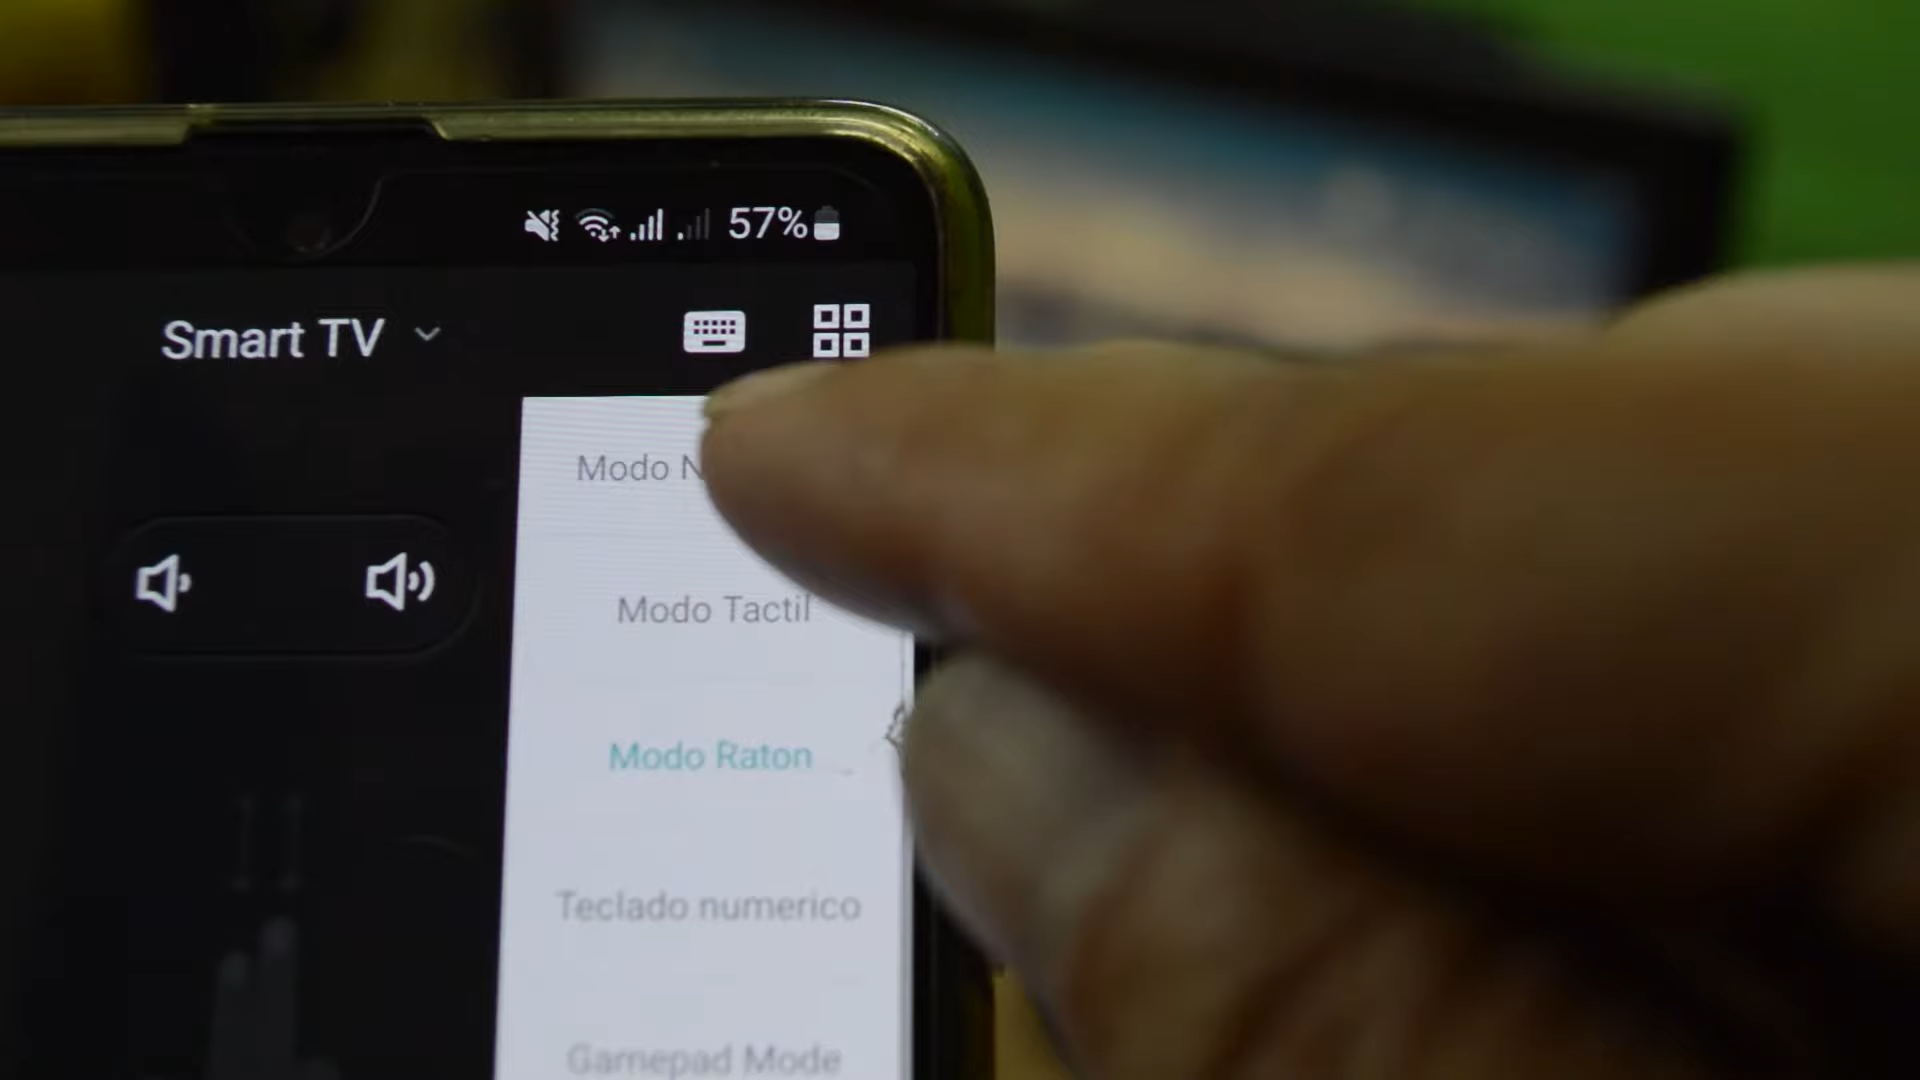 57%
Smart TV
Modo
Modo Tactil
Modo Raton
Teclado numerico
Gamepad Mode